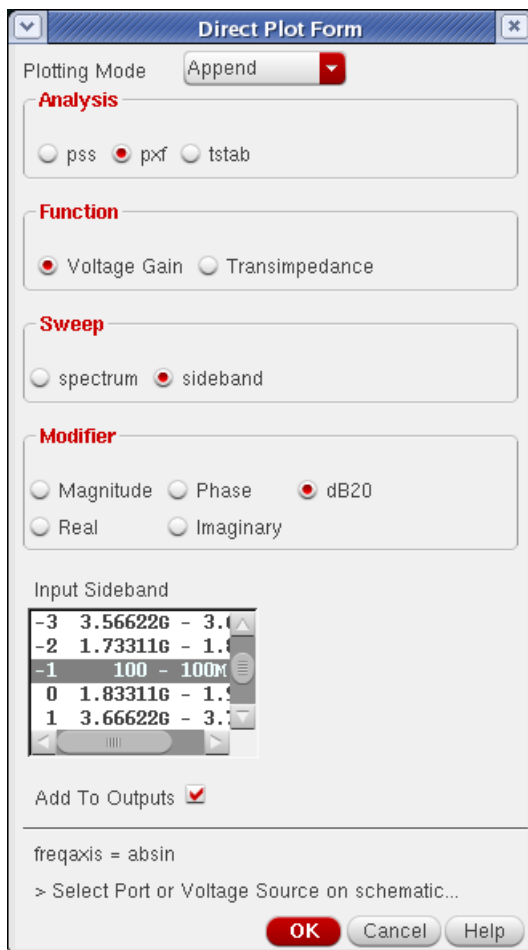 Direct Plot Form
Plotting Mode Append
Analysis
pss pxf tstab
Function
Voltage Gain Transimpedance
Sweep
spectrum sideband
Modifier
Magnitude Phase dB20
Real Imaginary
Input Sideband
-3 3.56622G - 3.
-2 1.73311G - 1.
-1 100 - 100M
0 1.83311G - 1.
1 3.66622G - 3.
Add To Outputs
freqaxis = absin
> Select Port or Voltage Source on schematic...
OK Cancel Help